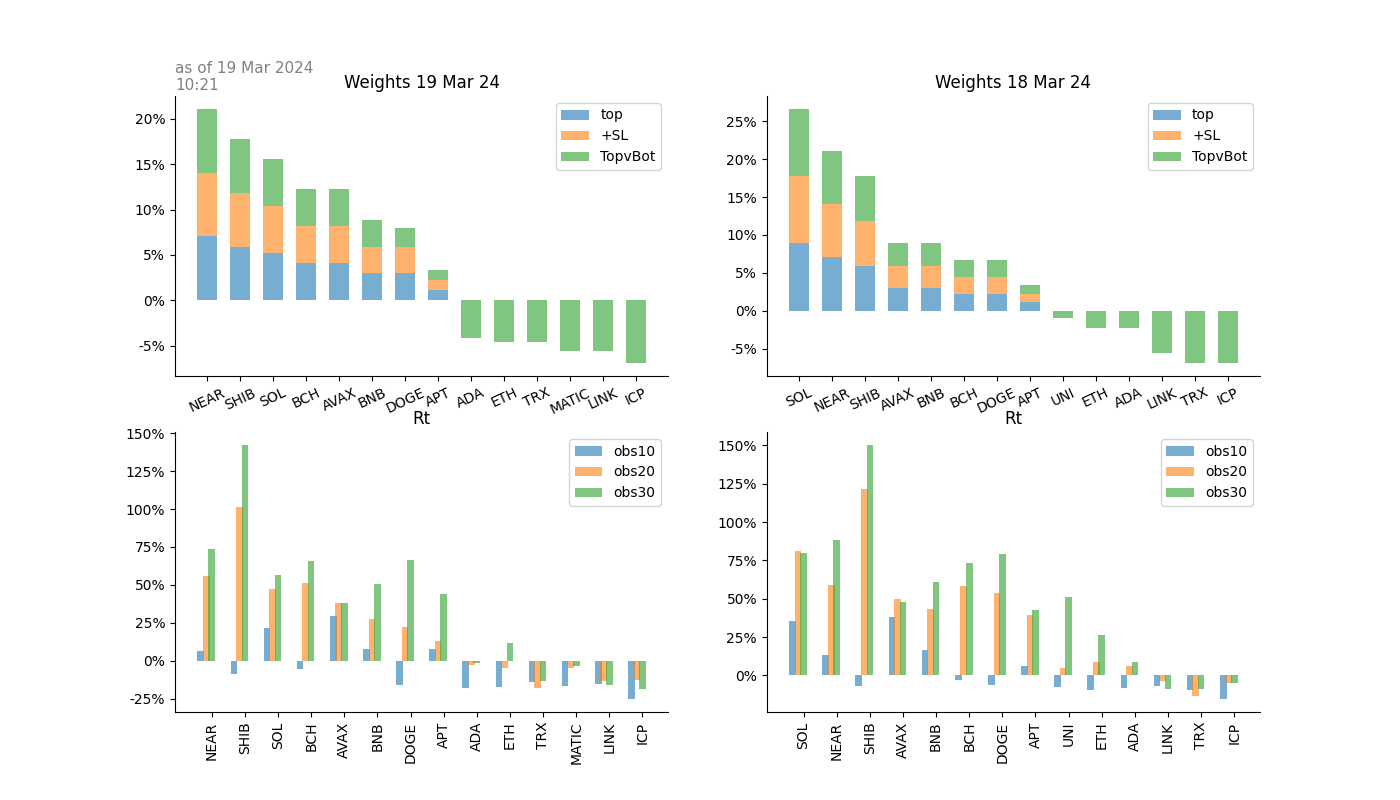 as of 19 Mar 2024
10:21
Weights 19 Mar 24
20%
15%
10%
5%
0%
-5%
top
+SL
TopvBot
NEAR SHIB SOL BCH AVAX BNB DOGE APT ADA ETH TRX MATIC LINK ICP
Weights 18 Mar 24
25%
20%
15%
10%
5%
0%
-5%
top
+SL
TopvBot
SOL NEAR SHIB AVAX BNB BCH DOGE APT UNI ETH ADA LINK TRX ICP
Rt
150%
125%
100%
75%
50%
25%
0%
-25%
obs10
obs20
obs30
NEAR SHIB SOL BCH AVAX BNB DOGE APT ADA ETH TRX MATIC LINK ICP
Rt
150%
125%
100%
75%
50%
25%
0%
obs10
obs20
obs30
SOL NEAR SHIB AVAX BNB BCH DOGE APT UNI ETH ADA LINK TRX ICP